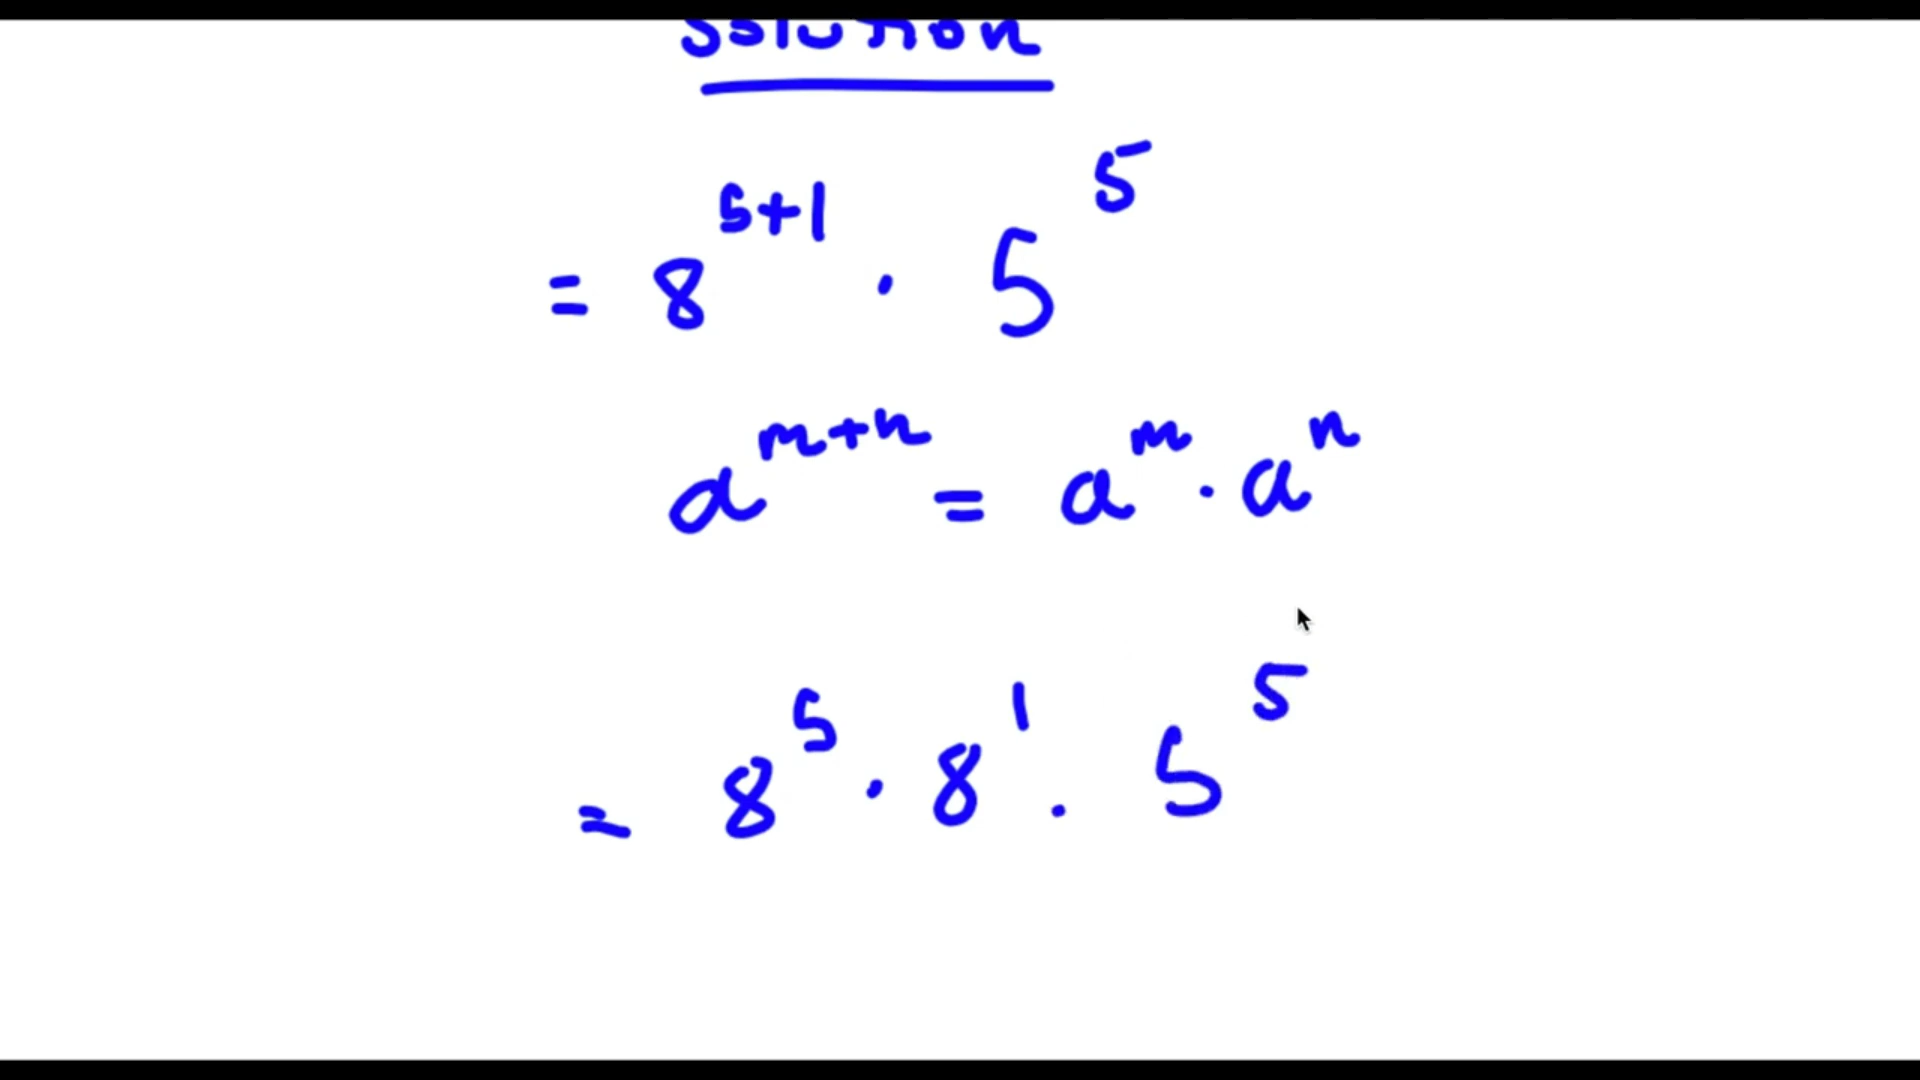 Solution
= 8^{5+1} · 5^5
a^{m+n} = a^m · a^n
= 8^5 · 8^1 · 5^5